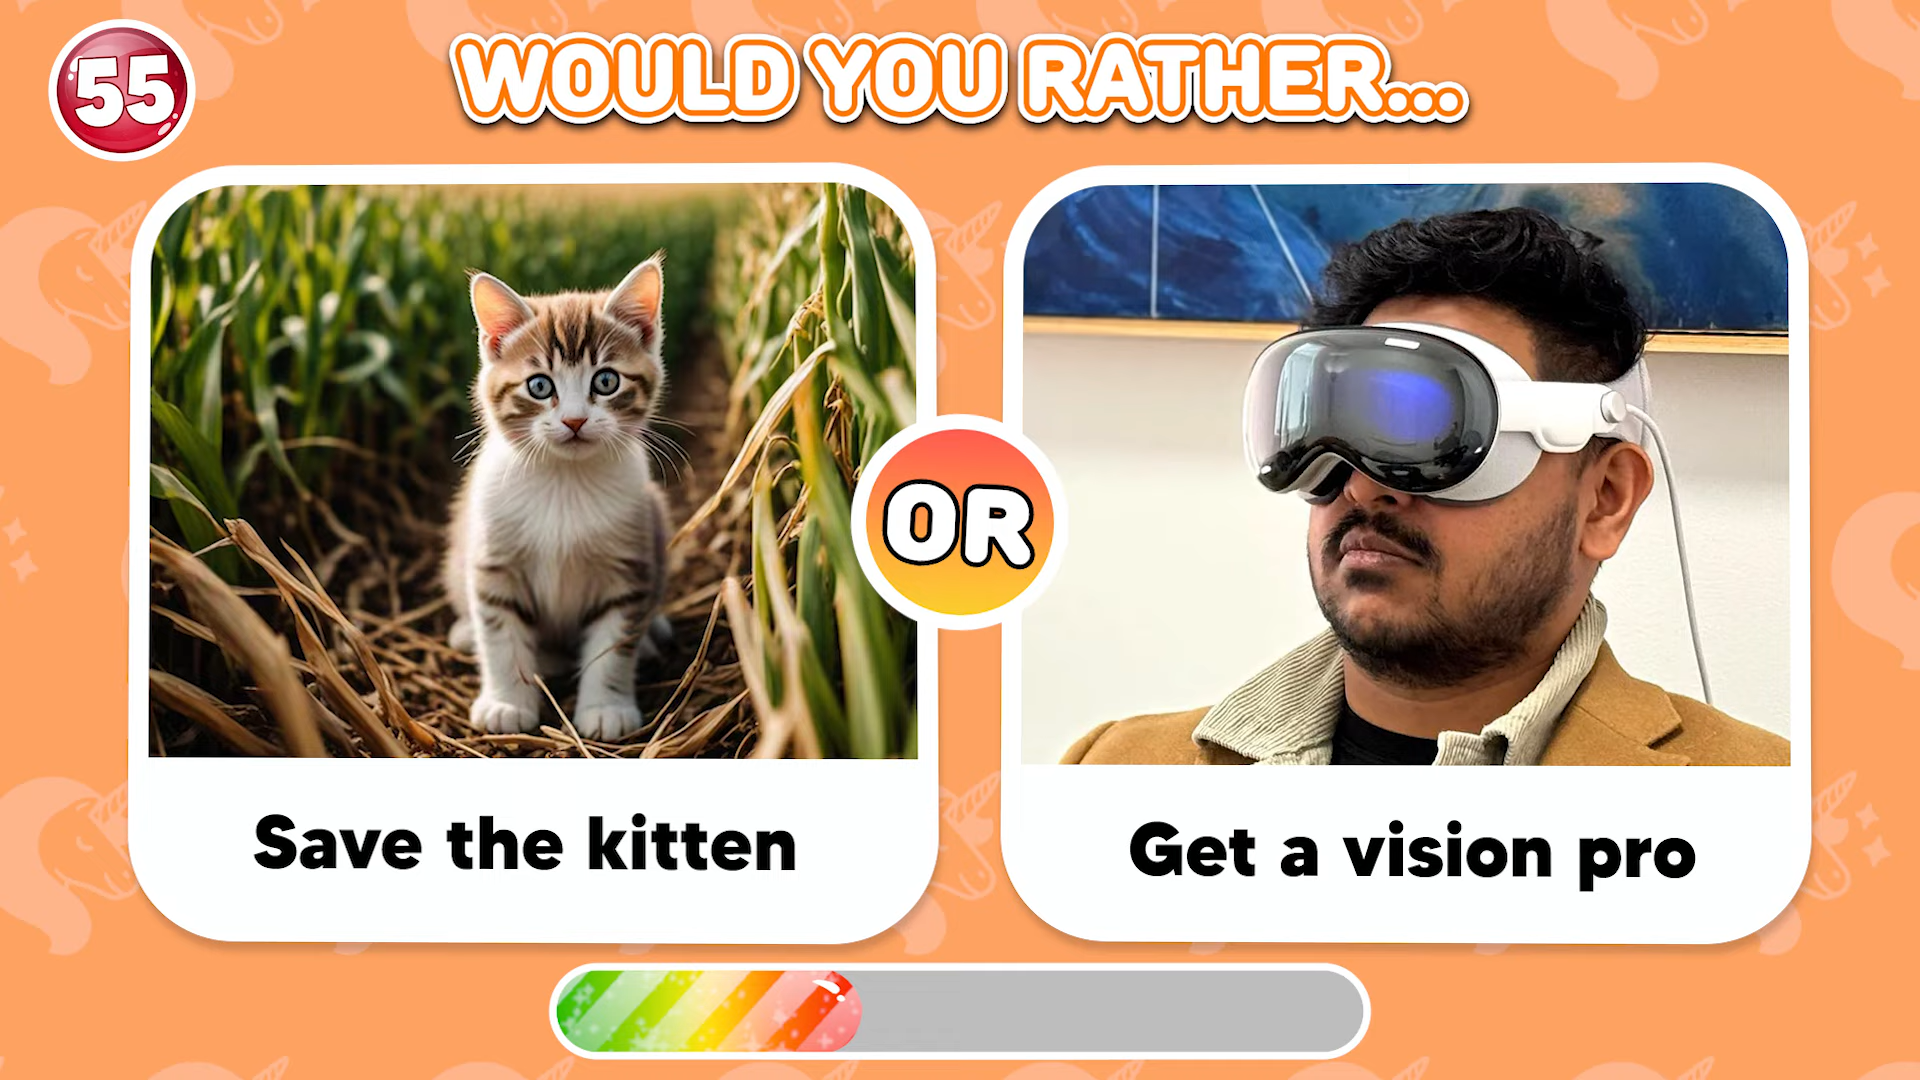 55
WOULD YOU RATHER...
OR
Save the kitten
Get a vision pro